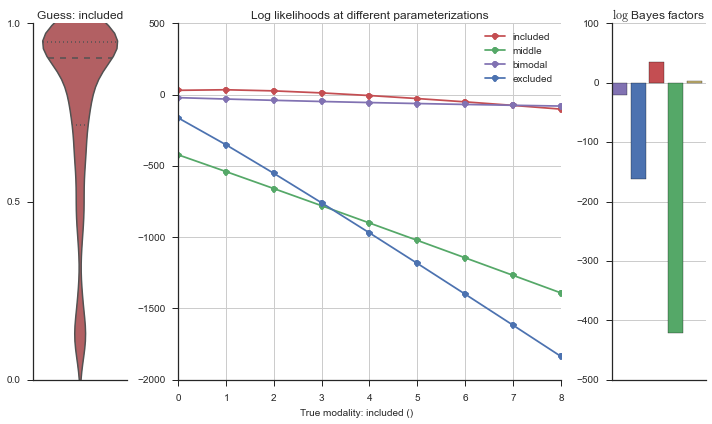 Guess: included
1.0
0.5
0.0
Log likelihoods at different parameterizations
500
0
−500
−1000
−1500
−2000
0 1 2 3 4 5 6 7 8
True modality: included ()
included
middle
bimodal
excluded
log Bayes factors
100
0
−100
−200
−300
−400
−500